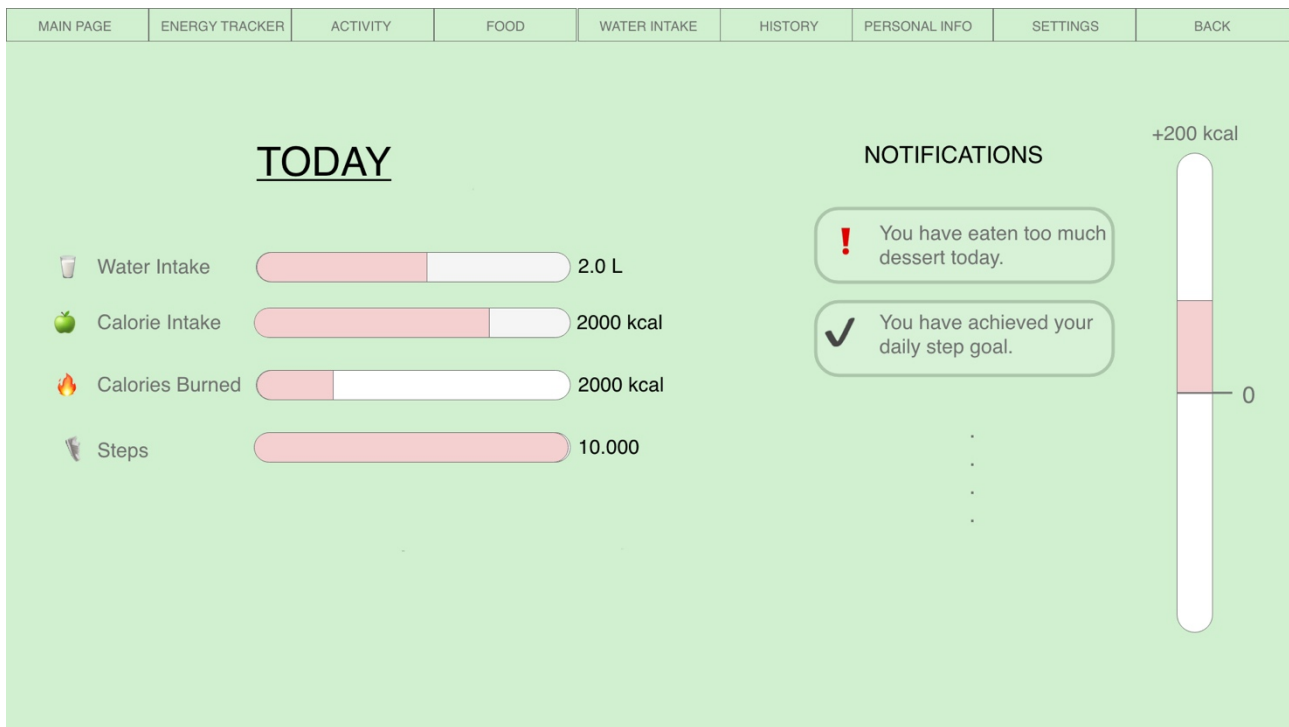 MAIN PAGE
ENERGY TRACKER
ACTIVITY
FOOD
WATER INTAKE
HISTORY
PERSONAL INFO
SETTINGS
BACK
TODAY
Water Intake
2.0 L
Calorie Intake
2000 kcal
Calories Burned
2000 kcal
Steps
10.000
NOTIFICATIONS
You have eaten too much
dessert today.
You have achieved your
daily step goal.
+200 kcal
0